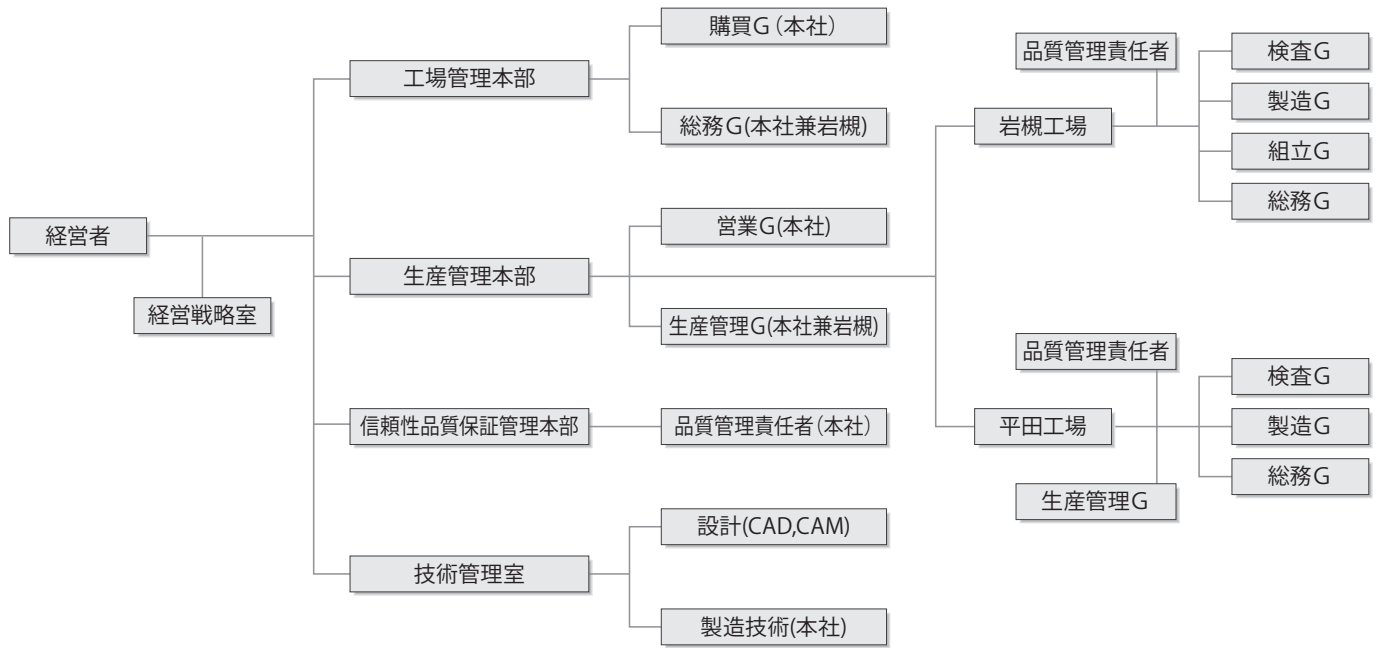 経営者
経営戦略室
工場管理本部
購買G（本社）
総務G(本社兼岩槻)
生産管理本部
営業G(本社)
生産管理G(本社兼岩槻)
信頼性品質保証管理本部
品質管理責任者（本社）
技術管理室
設計(CAD,CAM)
製造技術(本社)
品質管理責任者
岩槻工場
検査G
製造G
組立G
総務G
品質管理責任者
平田工場
生産管理G
検査G
製造G
総務G